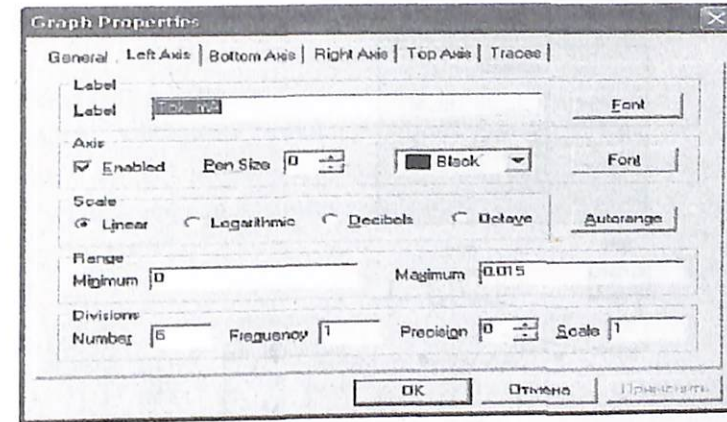 Graph Properties
General Left Axis Bottom Axis Right Axis Top Axis Traces
Label
Label Font
Axis
Enabled Pen Size 0 Black Font
Scale
Linear Logarithmic Decibels Octave Autorange
Range
Minimum 0 Maximum 0.015
Divisions
Number Frequency 1 Precision 0 Scale 1
OK Отмена Применить